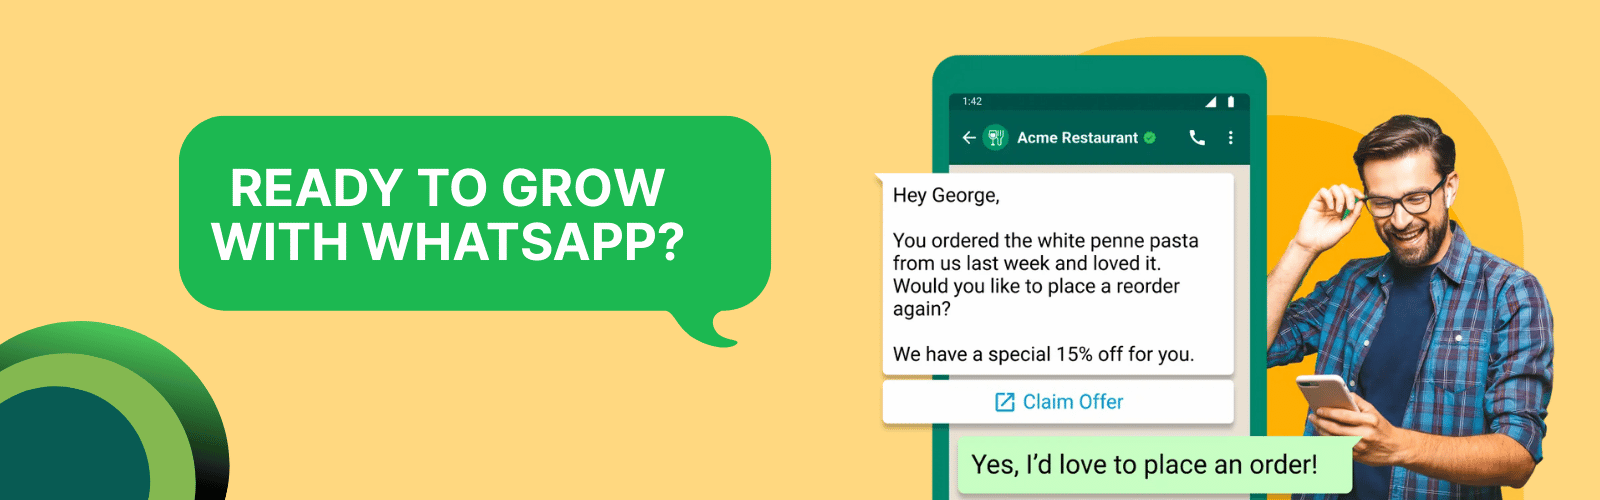 READY TO GROW
WITH WHATSAPP?
1:42
Acme Restaurant
Hey George,
You ordered the white penne pasta
from us last week and loved it.
Would you like to place a reorder
again?
We have a special 15% off for you.
Claim Offer
Yes, I’d love to place an order!